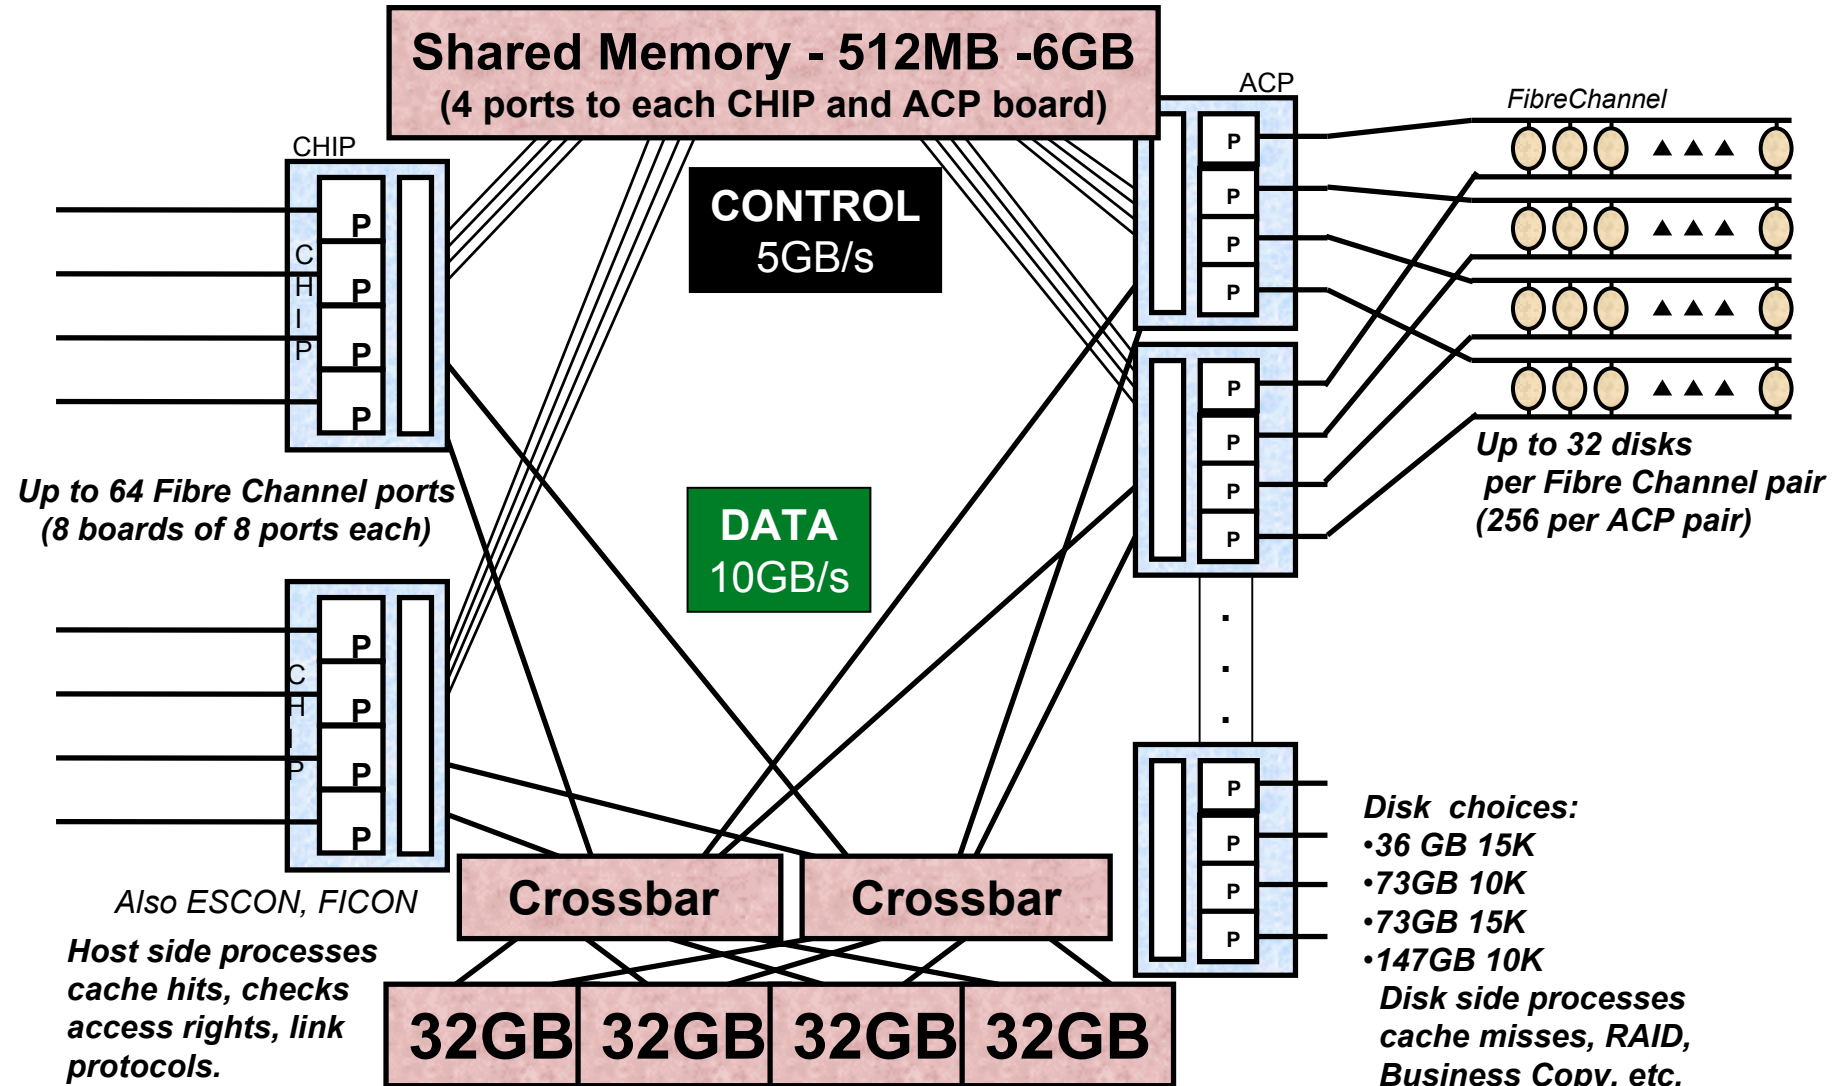 Shared Memory - 512MB -6GB
(4 ports to each CHIP and ACP board)
ACP
FibreChannel
CHIP
P
P
P
P
C
H
I
P
CONTROL
5GB/s
P
P
P
P
P
P
P
P
Up to 32 disks
per Fibre Channel pair
(256 per ACP pair)
Up to 64 Fibre Channel ports
(8 boards of 8 ports each)
DATA
10GB/s
P
P
P
P
C
H
I
P
.
.
.
P
P
P
P
Disk choices:
•36 GB 15K
•73GB 10K
•73GB 15K
•147GB 10K
Disk side processes
cache misses, RAID,
Business Copy, etc.
Also ESCON, FICON
Host side processes
cache hits, checks
access rights, link
protocols.
Crossbar
Crossbar
32GB
32GB
32GB
32GB